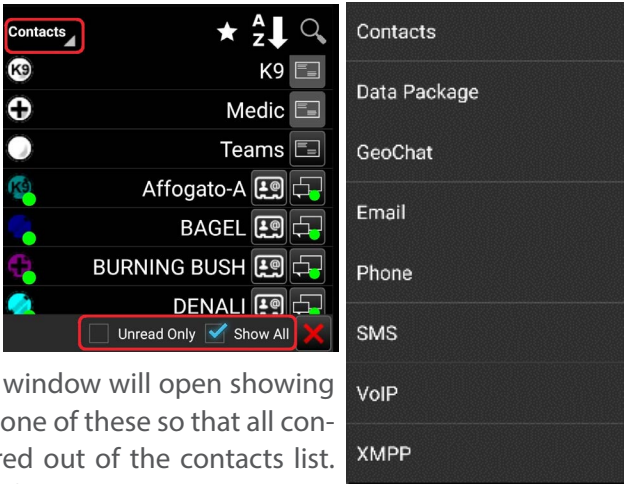 Contacts
A
Z
K9
K9
Medic
Teams
K9
Affogato-A
BAGEL
BURNING BUSH
DENALI
Unread Only
Show All
window will open showing
one of these so that all con-
red out of the contacts list.
Contacts
Data Package
GeoChat
Email
Phone
SMS
VoIP
XMPP